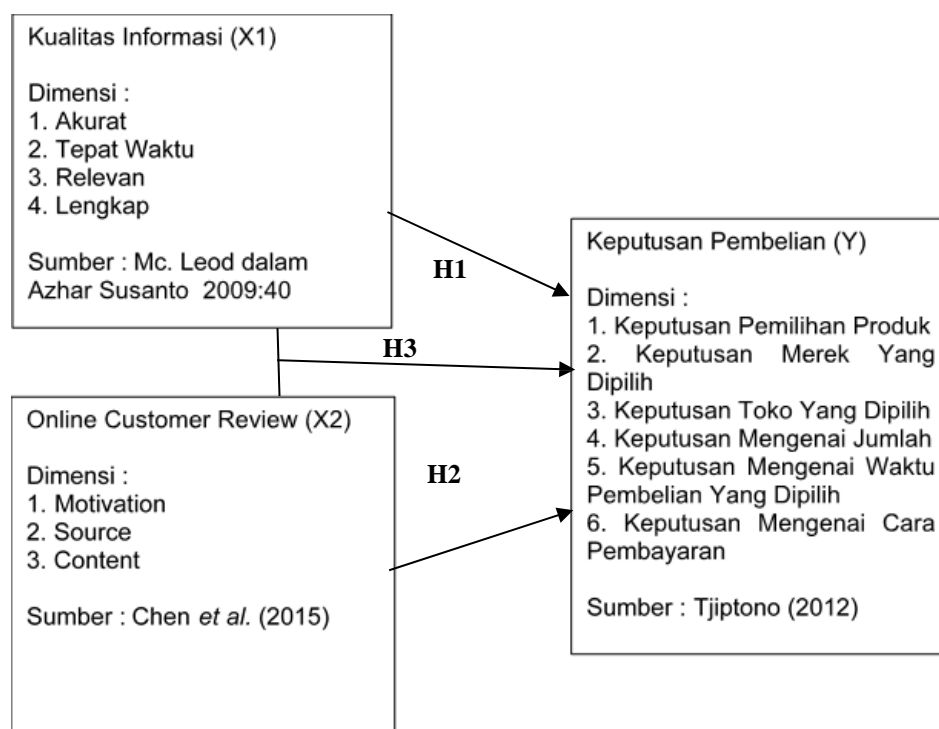 Kualitas Informasi (X1)
Dimensi :
1. Akurat
2. Tepat Waktu
3. Relevan
4. Lengkap
Sumber : Mc. Leod dalam
Azhar Susanto 2009:40
H1
H3
Online Customer Review (X2)
Dimensi :
1. Motivation
2. Source
3. Content
Sumber : Chen et al. (2015)
H2
Keputusan Pembelian (Y)
Dimensi :
1. Keputusan Pemilihan Produk
2. Keputusan Merek Yang
Dipilih
3. Keputusan Toko Yang Dipilih
4. Keputusan Mengenai Jumlah
5. Keputusan Mengenai Waktu
Pembelian Yang Dipilih
6. Keputusan Mengenai Cara
Pembayaran
Sumber : Tjiptono (2012)